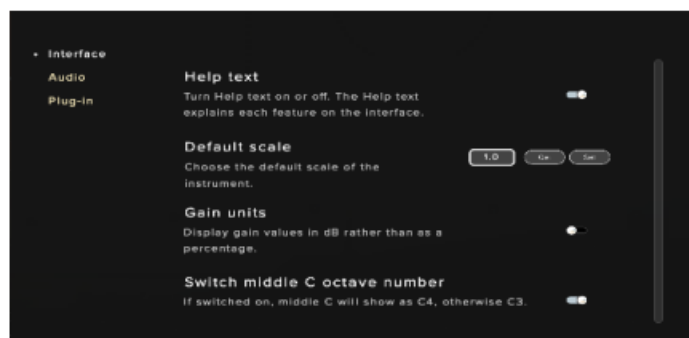 Interface
Audio
Plug-in
Help text
Turn Help text on or off. The Help text
explains each feature on the interface.
Default scale
Choose the default scale of the
instrument.
1.0
Get
Set
Gain units
Display gain values in dB rather than as a
percentage.
Switch middle C octave number
If switched on, middle C will show as C4, otherwise C3.